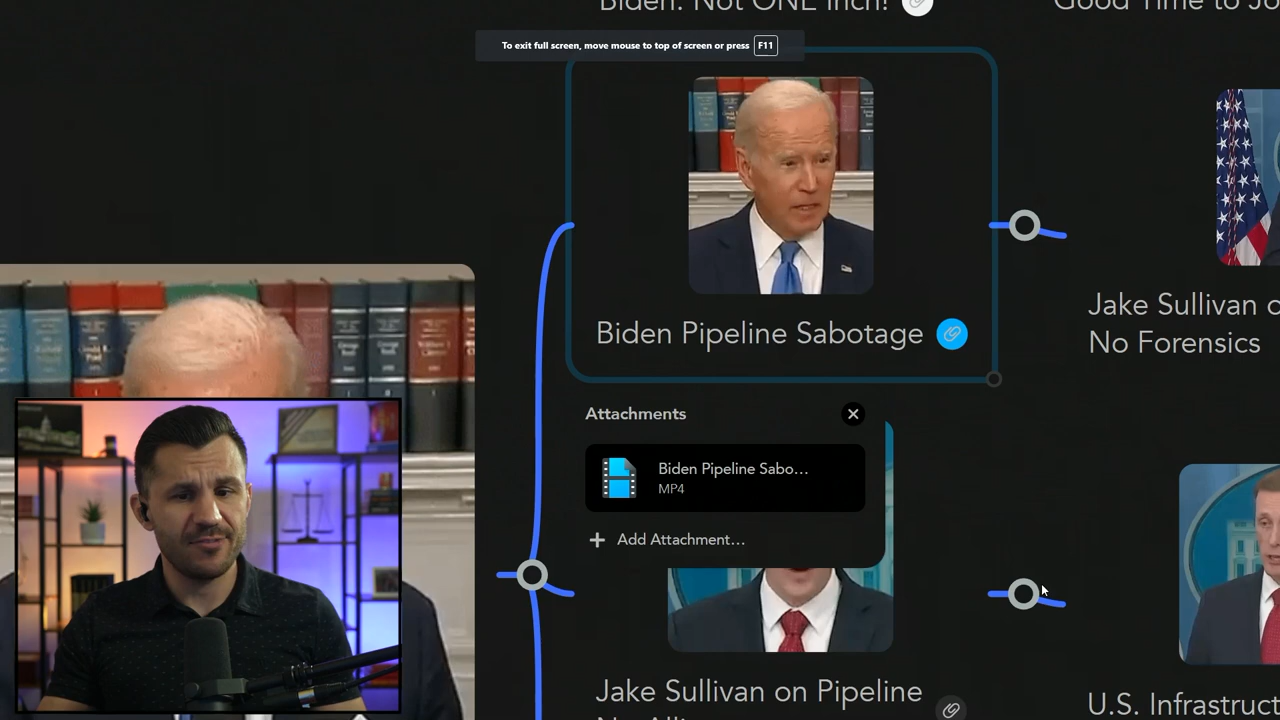 Biden: Not ONE Inch!
Good Time to Jo
To exit full screen, move mouse to top of screen or press F11
Biden Pipeline Sabotage
Jake Sullivan o
No Forensics
Attachments
Biden Pipeline Sabo…
MP4
Add Attachment…
Jake Sullivan on Pipeline
U.S. Infrastruct